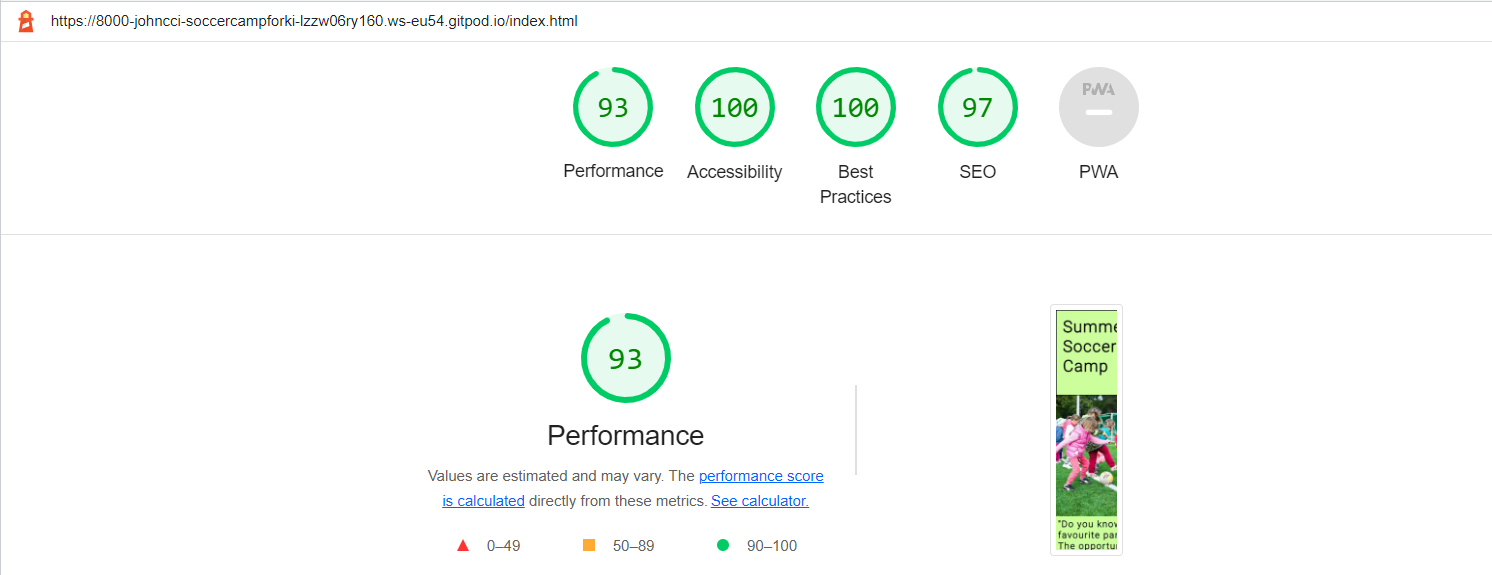 https://8000-johncci-soccercampforki-lzzw06ry160.ws-eu54.gitpod.io/index.html
93 100 100 97 PWA
Performance Accessibility Best Practices SEO PWA
93
Performance
Values are estimated and may vary. The performance score
is calculated directly from these metrics. See calculator.
0–49 50–89 90–100
Summe
Soccer
Camp
"Do you know
favourite par
The opportu